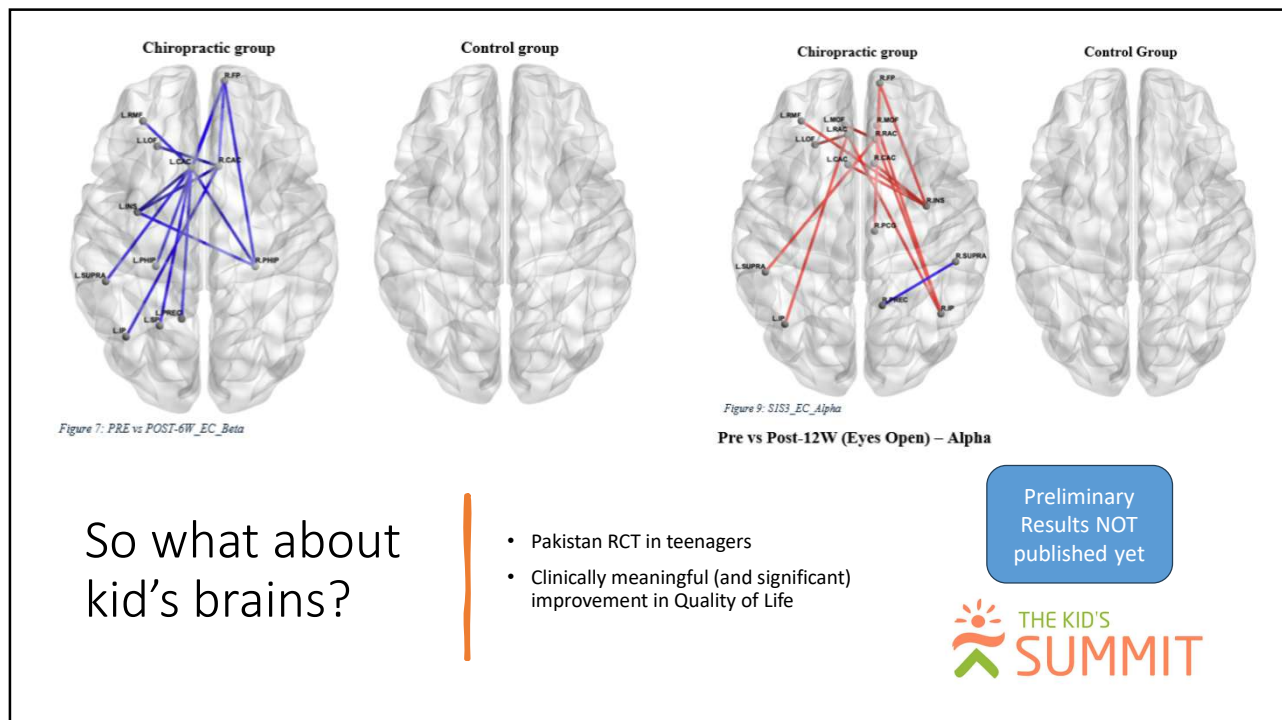 Chiropractic group
Control group
R.FP
L.RMF
L.LOF
L.CAC
R.CAC
L.INS
L.PHIP
R.PHIP
L.SUPRA
L.PREC
L.SP
L.IP
Figure 7: PRE vs POST-6W_EC_Beta
Chiropractic group
Control Group
R.FP
L.RMF
L.MOF
R.MOF
L.RAC
R.RAC
L.LOF
L.CAC
R.CAC
R.INS
R.PCG
L.SUPRA
R.SUPRA
R.PREC
R.IP
L.IP
Figure 9: S1S3_EC_Alpha
Pre vs Post-12W (Eyes Open) – Alpha
So what about
kid's brains?
• Pakistan RCT in teenagers
• Clinically meaningful (and significant)
improvement in Quality of Life
Preliminary
Results NOT
published yet
THE KID'S
SUMMIT